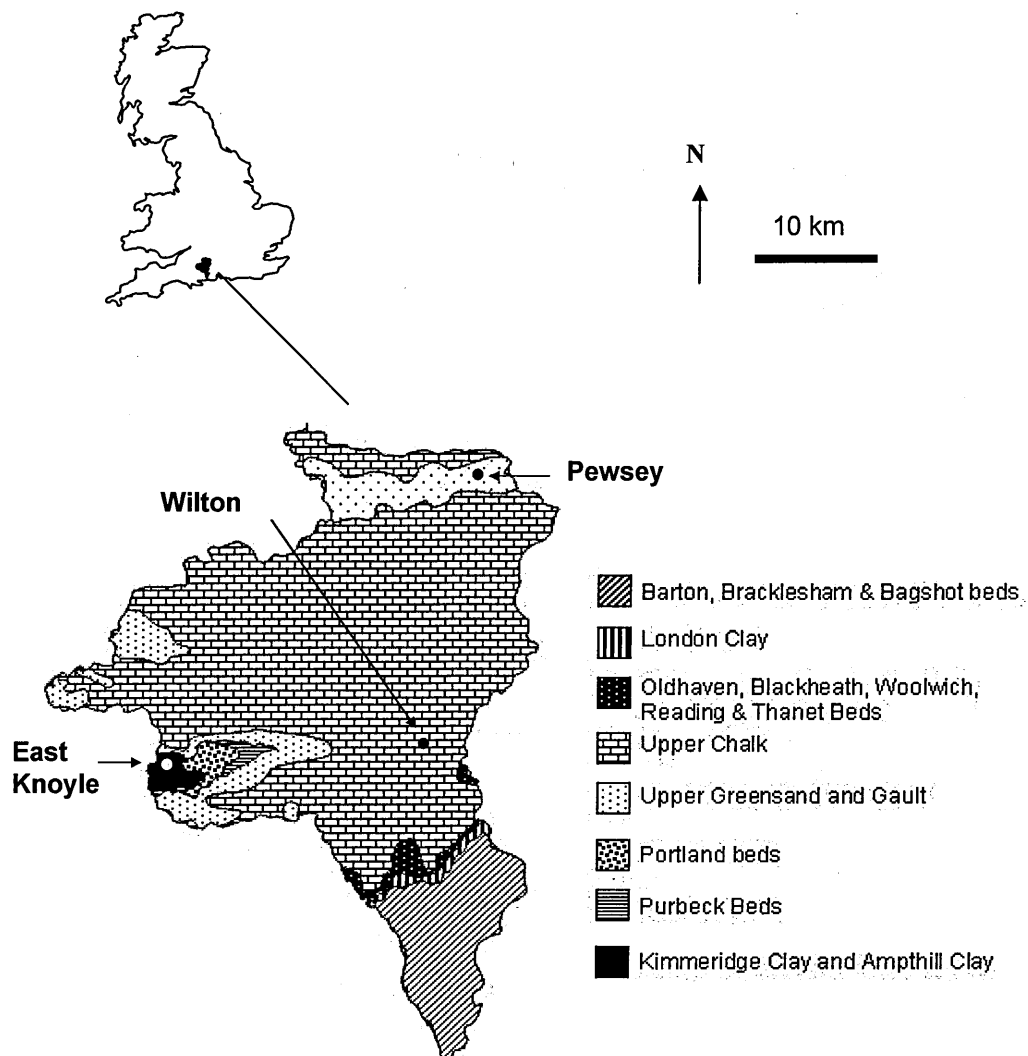 N
10 km
Pewsey
Wilton
East
Knoyle
Barton, Bracklesham & Bagshot beds
London Clay
Oldhaven, Blackheath, Woolwich,
Reading & Thanet Beds
Upper Chalk
Upper Greensand and Gault
Portland beds
Purbeck Beds
Kimmeridge Clay and Ampthill Clay